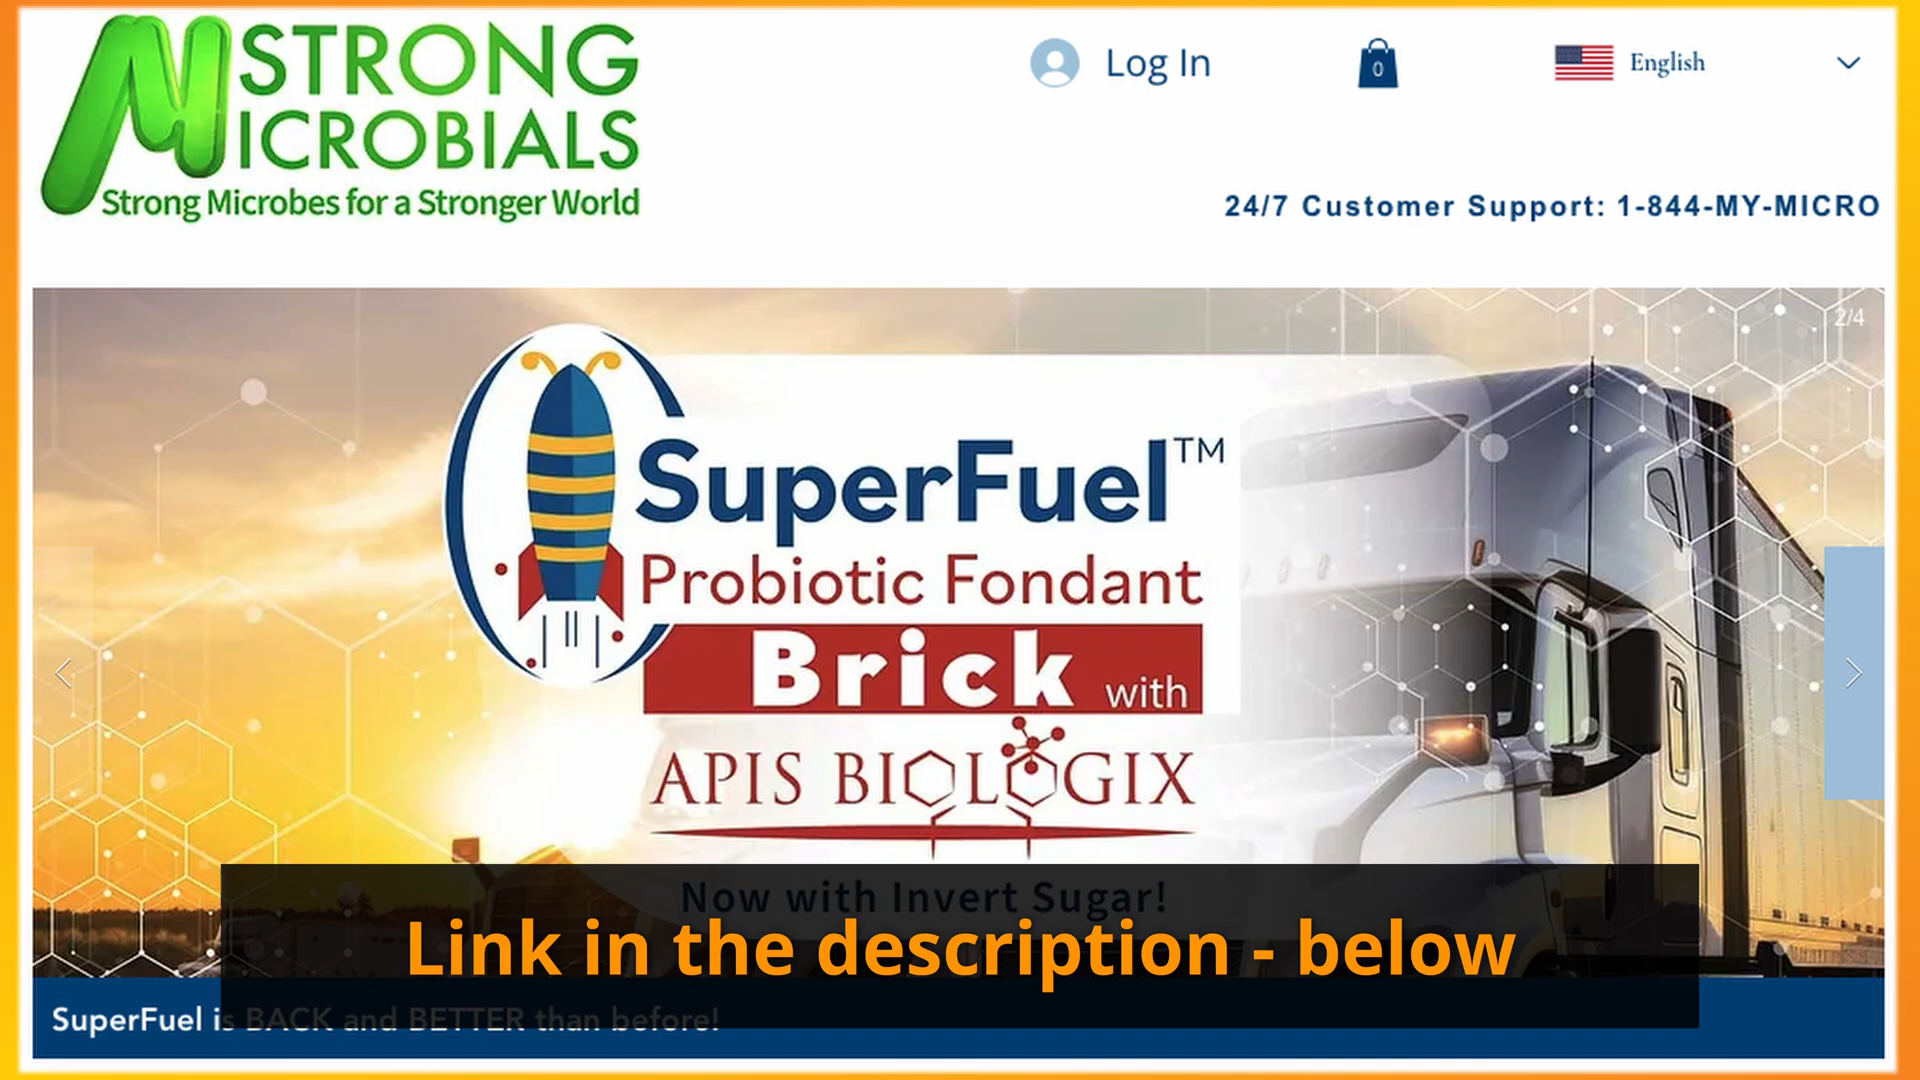 STRONG
MICROBIALS
Strong Microbes for a Stronger World
Log In
0
English
24/7 Customer Support: 1-844-MY-MICRO
2/4
SuperFuel™
Probiotic Fondant
Brick with
APIS BIOLOGIX
Now with Invert Sugar!
Link in the description - below
SuperFuel is BACK and BETTER than before!